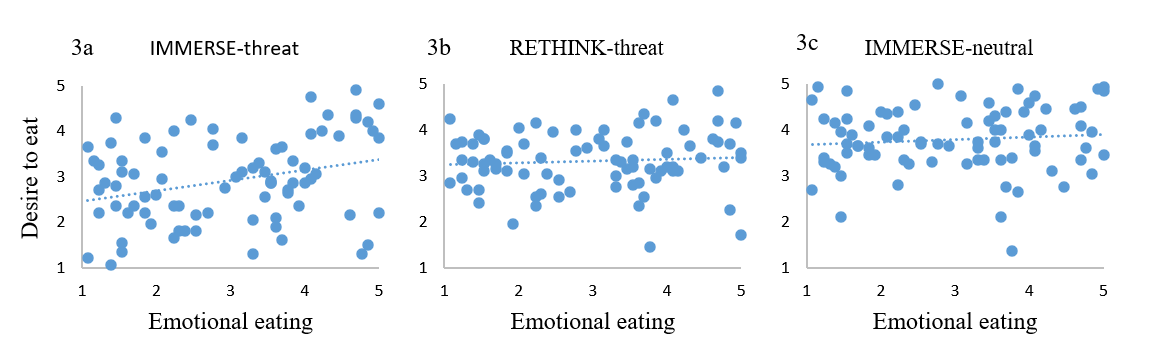 3a IMMERSE-threat
3b RETHINK-threat
3c IMMERSE-neutral
Desire to eat
5
4
3
2
1
1 2 3 4 5
Emotional eating
5
4
3
2
1
1 2 3 4 5
Emotional eating
5
4
3
2
1
1 2 3 4 5
Emotional eating